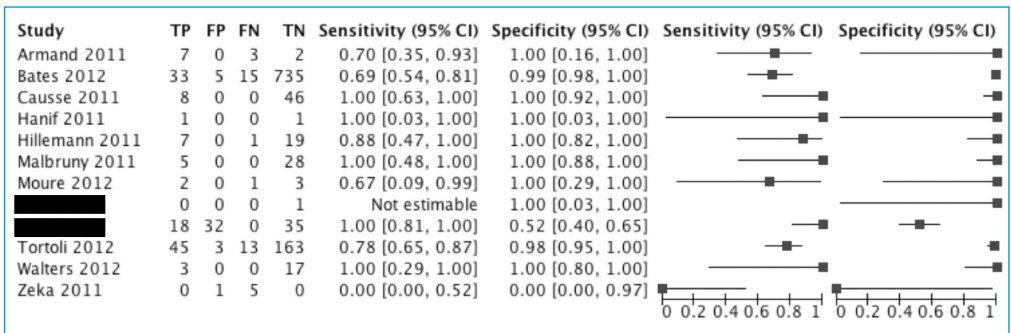 Study TP FP FN TN Sensitivity (95% CI) Specificity (95% CI) Sensitivity (95% CI) Specificity (95% CI)
Armand 2011 7 0 3 2 0.70 [0.35, 0.93] 1.00 [0.16, 1.00]
Bates 2012 33 5 15 735 0.69 [0.54, 0.81] 0.99 [0.98, 1.00]
Causse 2011 8 0 0 46 1.00 [0.63, 1.00] 1.00 [0.92, 1.00]
Hanif 2011 1 0 0 1 1.00 [0.03, 1.00] 1.00 [0.03, 1.00]
Hillemann 2011 7 0 1 19 0.88 [0.47, 1.00] 1.00 [0.82, 1.00]
Malbruny 2011 5 0 0 28 1.00 [0.48, 1.00] 1.00 [0.88, 1.00]
Moure 2012 2 0 1 3 0.67 [0.09, 0.99] 1.00 [0.29, 1.00]
0 0 0 1 Not estimable 1.00 [0.03, 1.00]
18 32 0 35 1.00 [0.81, 1.00] 0.52 [0.40, 0.65]
Tortoli 2012 45 3 13 163 0.78 [0.65, 0.87] 0.98 [0.95, 1.00]
Walters 2012 3 0 0 17 1.00 [0.29, 1.00] 1.00 [0.80, 1.00]
Zeka 2011 0 1 5 0 0.00 [0.00, 0.52] 0.00 [0.00, 0.97]
0 0.2 0.4 0.6 0.8 1 0 0.2 0.4 0.6 0.8 1